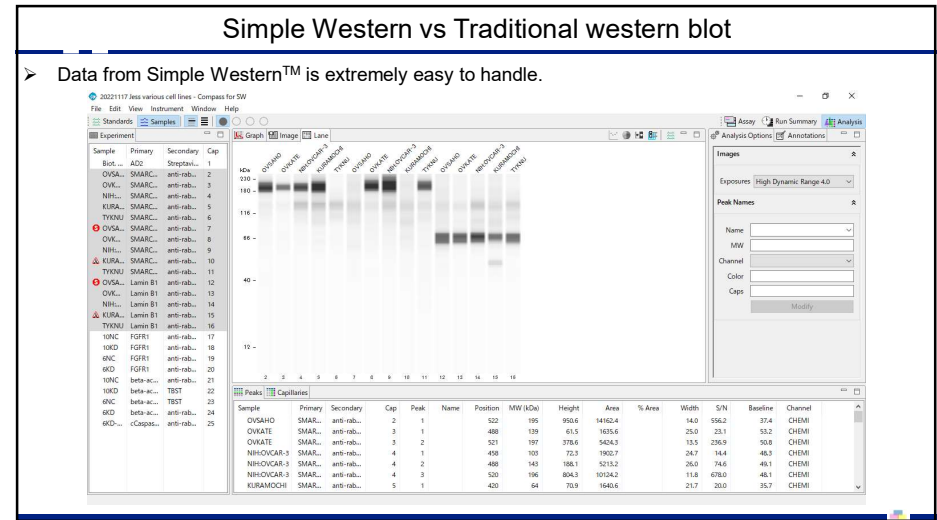 Simple Western vs Traditional western blot
➢ Data from Simple Western™ is extremely easy to handle.
20221117 Jess various cell lines - Compass for SW
File Edit View Instrument Window Help
Standards Samples
Assay Run Summary Analysis
Experiment
Sample Primary Secondary Cap
Biot. ... AD2 Streptavi... 1
OVSA... SMARC... anti-rab... 2
OVK... SMARC... anti-rab... 3
NIH:... SMARC... anti-rab... 4
KURA... SMARC... anti-rab... 5
TYKNU SMARC... anti-rab... 6
OVSA... SMARC... anti-rab... 7
OVK... SMARC... anti-rab... 8
NIH:... SMARC... anti-rab... 9
KURA... SMARC... anti-rab... 10
TYKNU SMARC... anti-rab... 11
OVSA... Lamin B1 anti-rab... 12
OVK... Lamin B1 anti-rab... 13
NIH:... Lamin B1 anti-rab... 14
KURA... Lamin B1 anti-rab... 15
TYKNU Lamin B1 anti-rab... 16
10NC FGFR1 anti-rab... 17
10KD FGFR1 anti-rab... 18
6NC FGFR1 anti-rab... 19
6KD FGFR1 anti-rab... 20
10NC beta-ac... anti-rab... 21
10KD beta-ac... TBST 22
6NC beta-ac... TBST 23
6KD beta-ac... anti-rab... 24
6KD-... cCaspas... anti-rab... 25
Graph Image Lane
OVSAHO OVKATE NIH:OVCAR-3 KURAMOCHI TYKNU OVSAHO OVKATE NIH:OVCAR-3 KURAMOCHI TYKNU OVSAHO OVKATE NIH:OVCAR-3 KURAMOCHI TYKNU
kDa
230
180
116
66
40
12
2 3 4 5 6 7 8 9 10 11 12 13 14 15 16
Analysis Options Annotations
Images
Exposures High Dynamic Range 4.0
Peak Names
Name
MW
Channel
Color
Caps
Modify
Peaks Capillaries
Sample Primary Secondary Cap Peak Name Position MW (kDa) Height Area % Area Width S/N Baseline Channel
OVSAHO SMAR... anti-rab... 2 1 522 195 950.6 14162.4 14.0 556.2 37.4 CHEMI
OVKATE SMAR... anti-rab... 3 1 488 139 61.5 1635.6 25.0 23.1 53.2 CHEMI
OVKATE SMAR... anti-rab... 3 2 521 197 378.6 5424.3 13.5 236.9 50.8 CHEMI
NIH:OVCAR-3 SMAR... anti-rab... 4 1 458 103 72.3 1902.7 24.7 14.4 48.3 CHEMI
NIH:OVCAR-3 SMAR... anti-rab... 4 2 488 143 188.1 5213.2 26.0 74.6 49.1 CHEMI
NIH:OVCAR-3 SMAR... anti-rab... 4 3 520 196 804.3 10124.2 11.8 678.0 48.1 CHEMI
KURAMOCHI SMAR... anti-rab... 5 1 420 64 70.9 1640.6 21.7 20.0 35.7 CHEMI